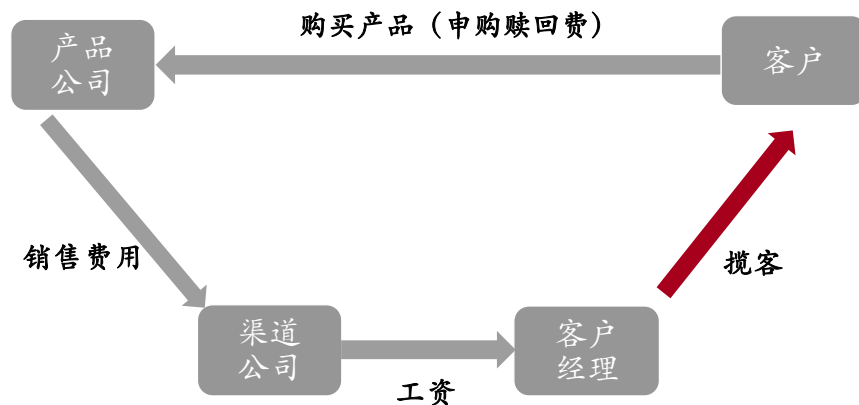 购买产品（申购赎回费）
产品
公司
客户
销售费用
揽客
渠道
公司
客户
经理
工资